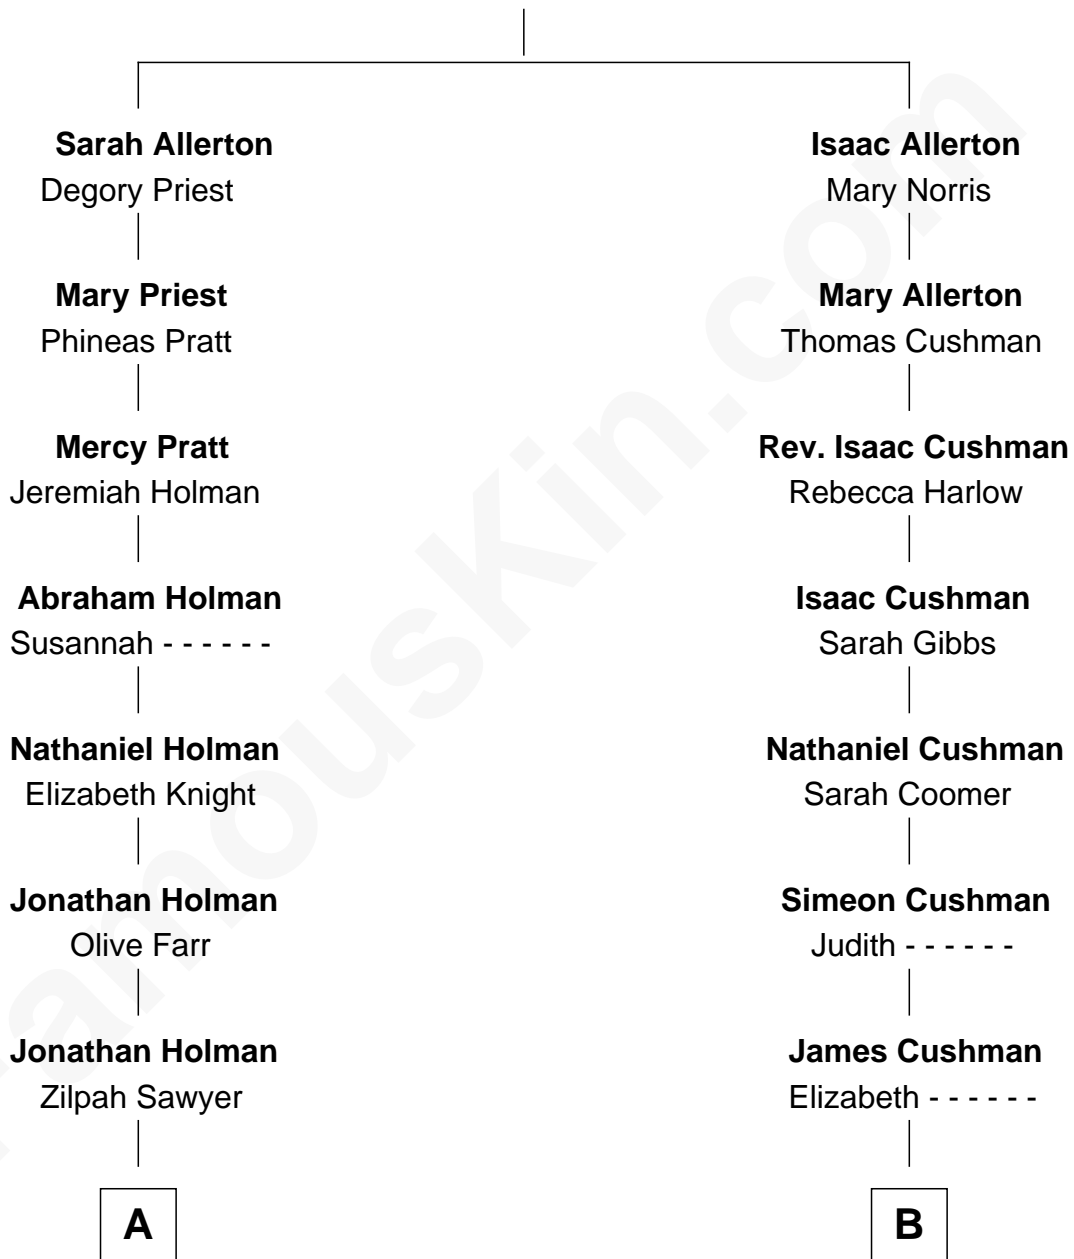 Sarah Allerton
Degory Priest
Mary Priest
Phineas Pratt
Mercy Pratt
Jeremiah Holman
Abraham Holman
Susannah - - - - - -
Nathaniel Holman
Elizabeth Knight
Jonathan Holman
Olive Farr
Jonathan Holman
Zilpah Sawyer
A
Isaac Allerton
Mary Norris
Mary Allerton
Thomas Cushman
Rev. Isaac Cushman
Rebecca Harlow
Isaac Cushman
Sarah Gibbs
Nathaniel Cushman
Sarah Coomer
Simeon Cushman
Judith - - - - - -
James Cushman
Elizabeth - - - - - -
B
FamousKin.com